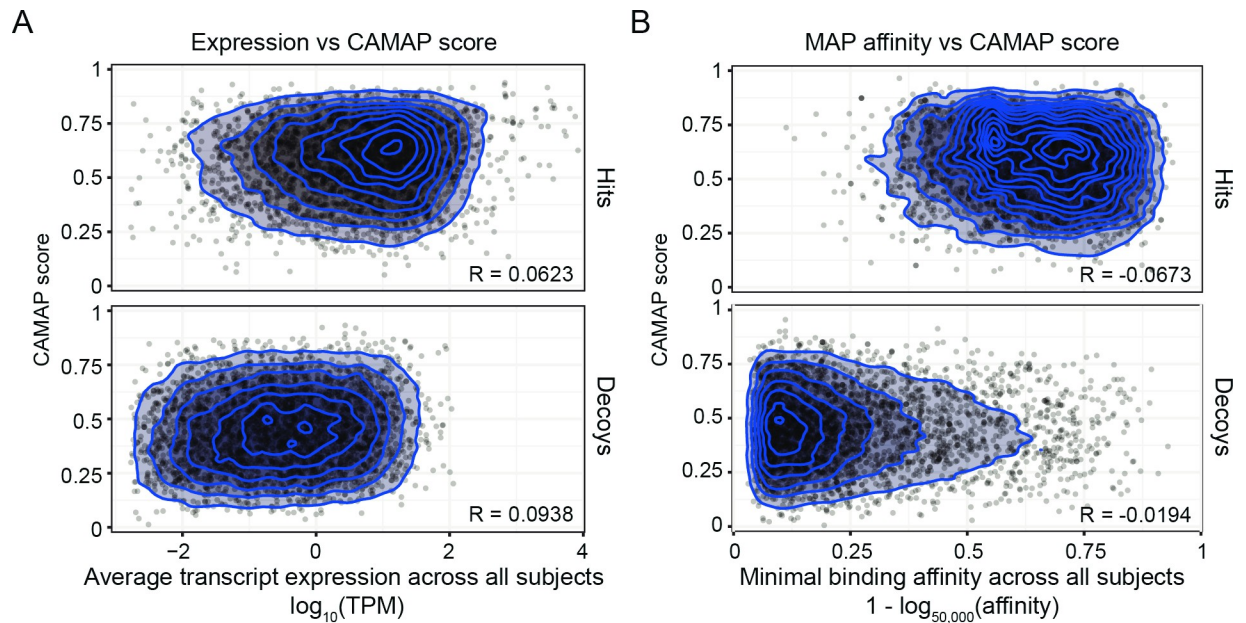 A
Expression vs CAMAP score
CAMAP score
1
0.75
0.5
0.25
0
Hits
R = 0.0623
1
0.75
0.5
0.25
0
Decoys
R = 0.0938
−2
0
2
4
Average transcript expression across all subjects
log10(TPM)
B
MAP affinity vs CAMAP score
CAMAP score
1
0.75
0.5
0.25
0
Hits
R = -0.0673
1
0.75
0.5
0.25
0
Decoys
R = -0.0194
0
0.25
0.5
0.75
1
Minimal binding affinity across all subjects
1 - log50,000(affinity)